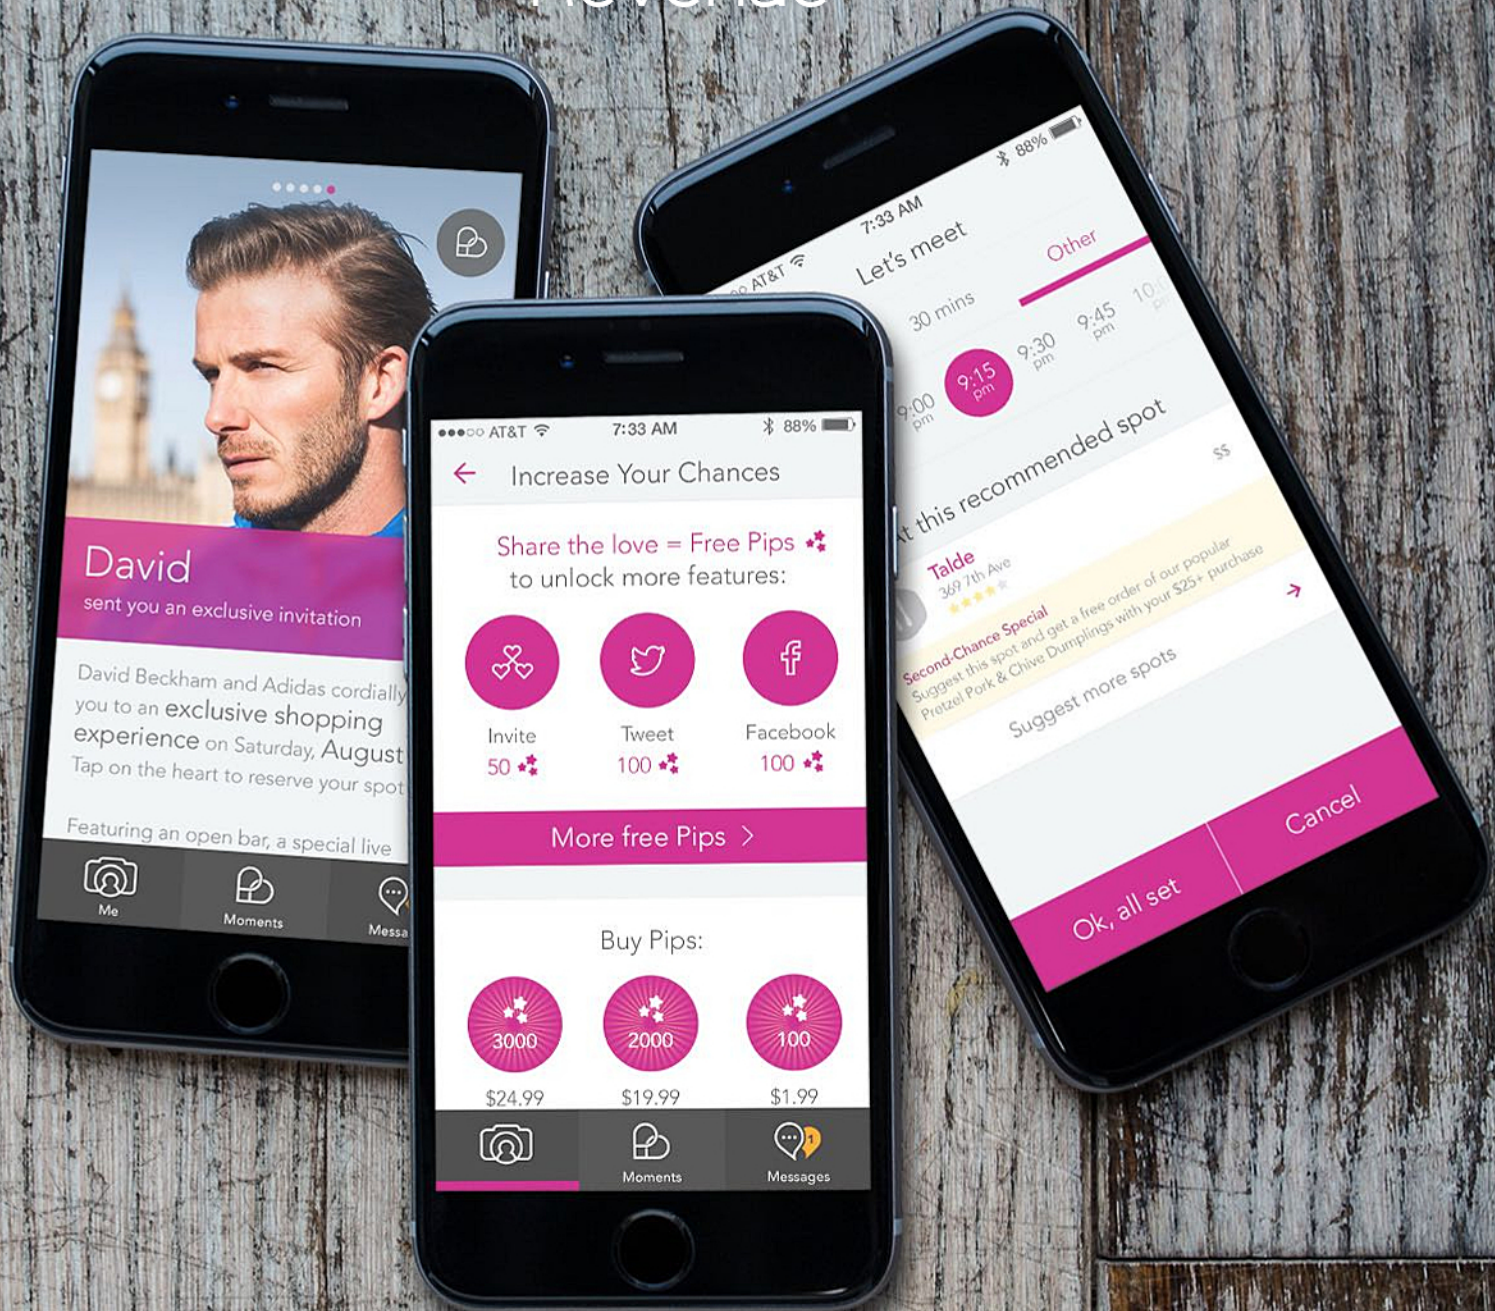 Revenue
David
sent you an exclusive invitation
David Beckham and Adidas cordially
you to an exclusive shopping
experience on Saturday, August
Tap on the heart to reserve your spot
Featuring an open bar, a special live
Me
Moments
Messa
●●●○○ AT&T
7:33 AM
88%
Increase Your Chances
Share the love = Free Pips
to unlock more features:
Invite
Tweet
Facebook
50
100
100
More free Pips >
Buy Pips:
3000
2000
100
$24.99
$19.99
$1.99
1
Moments
Messages
AT&T
7:33 AM
88%
Let's meet
30 mins
Other
9:00
pm
9:15
pm
9:30
pm
9:45
pm
10:
At this recommended spot
Talde
$$
369 7th Ave
Second-Chance Special
Suggest this spot and get a free order of our popular
Pretzel Pork & Chive Dumplings with your $25+ purchase
Suggest more spots
Ok, all set
Cancel